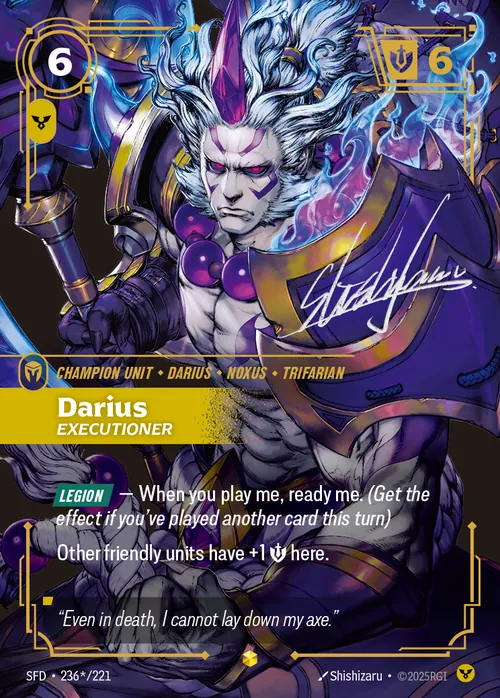 6
6
CHAMPION UNIT • DARIUS • NOXUS • TRIFARIAN
Darius
EXECUTIONER
LEGION — When you play me, ready me. (Get the
effect if you've played another card this turn)
Other friendly units have +1 here.
“Even in death, I cannot lay down my axe.”
SFD • 236*/221
Shishizaru • ©2025RGI